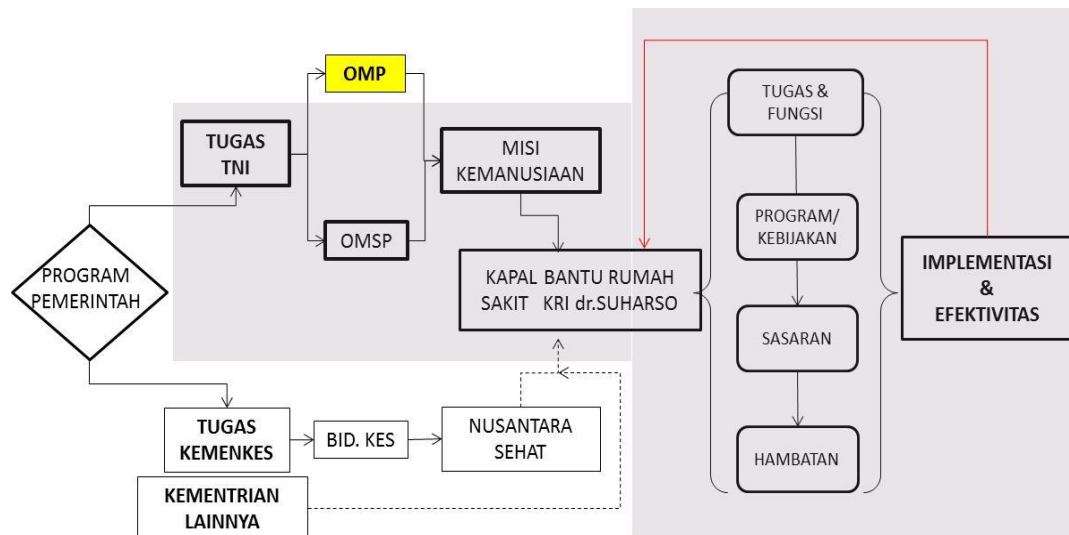 OMP
TUGAS
TNI
MISI
KEMANUSIAAN
OMSP
PROGRAM
PEMERINTAH
KAPAL BANTU RUMAH
SAKIT KRI dr.SUHARSO
TUGAS
KEMENKES
BID. KES
NUSANTARA
SEHAT
KEMENTRIAN
LAINNYA
TUGAS &
FUNGSI
PROGRAM/
KEBIJAKAN
SASARAN
HAMBATAN
IMPLEMENTASI
&
EFEKTIVITAS